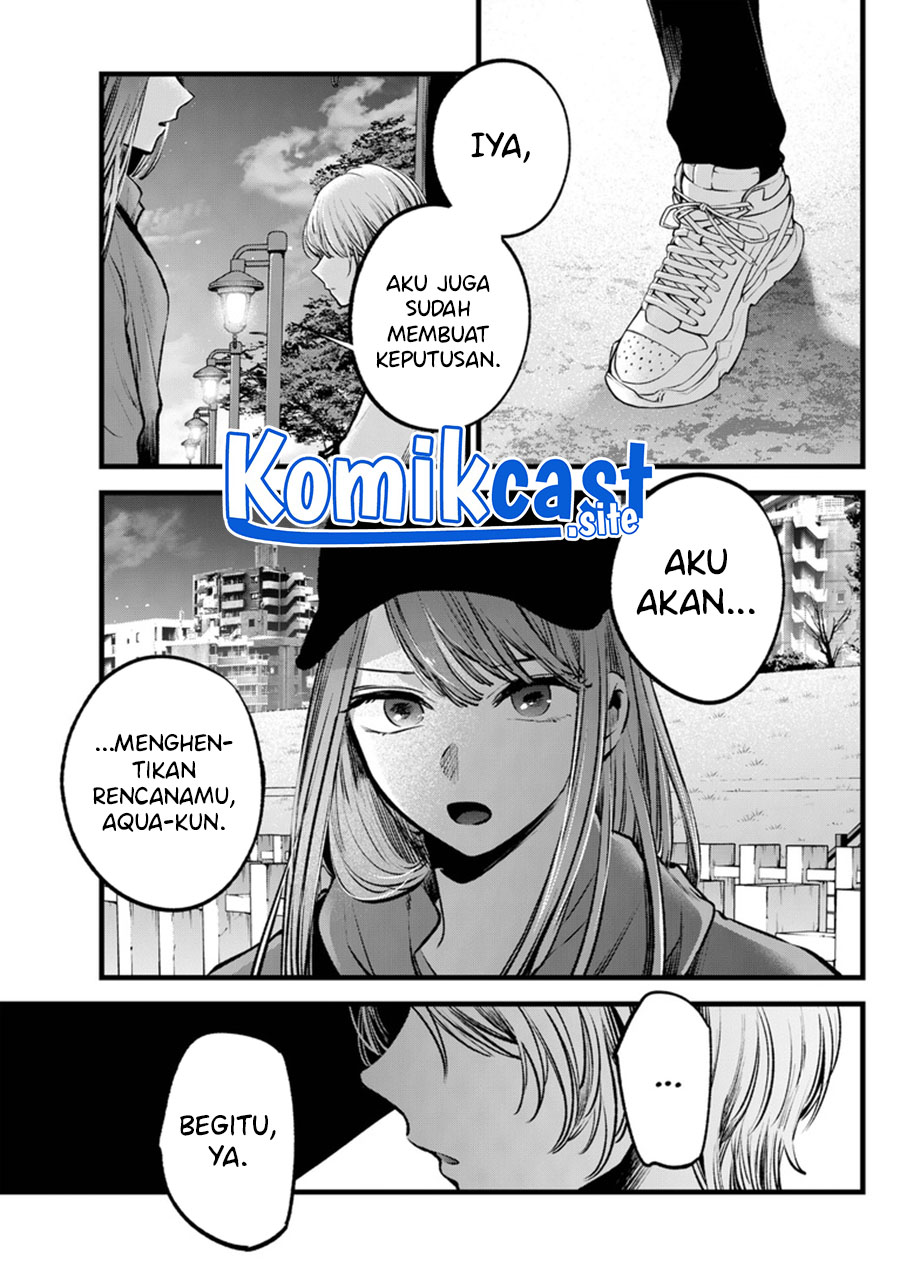 IYA,
AKU JUGA
SUDAH
MEMBUAT
KEPUTUSAN.
Komikcast
.site
AKU
AKAN...
...MENGHEN-
TIKAN
RENCANAMU,
AQUA-KUN.
...
BEGITU,
YA.